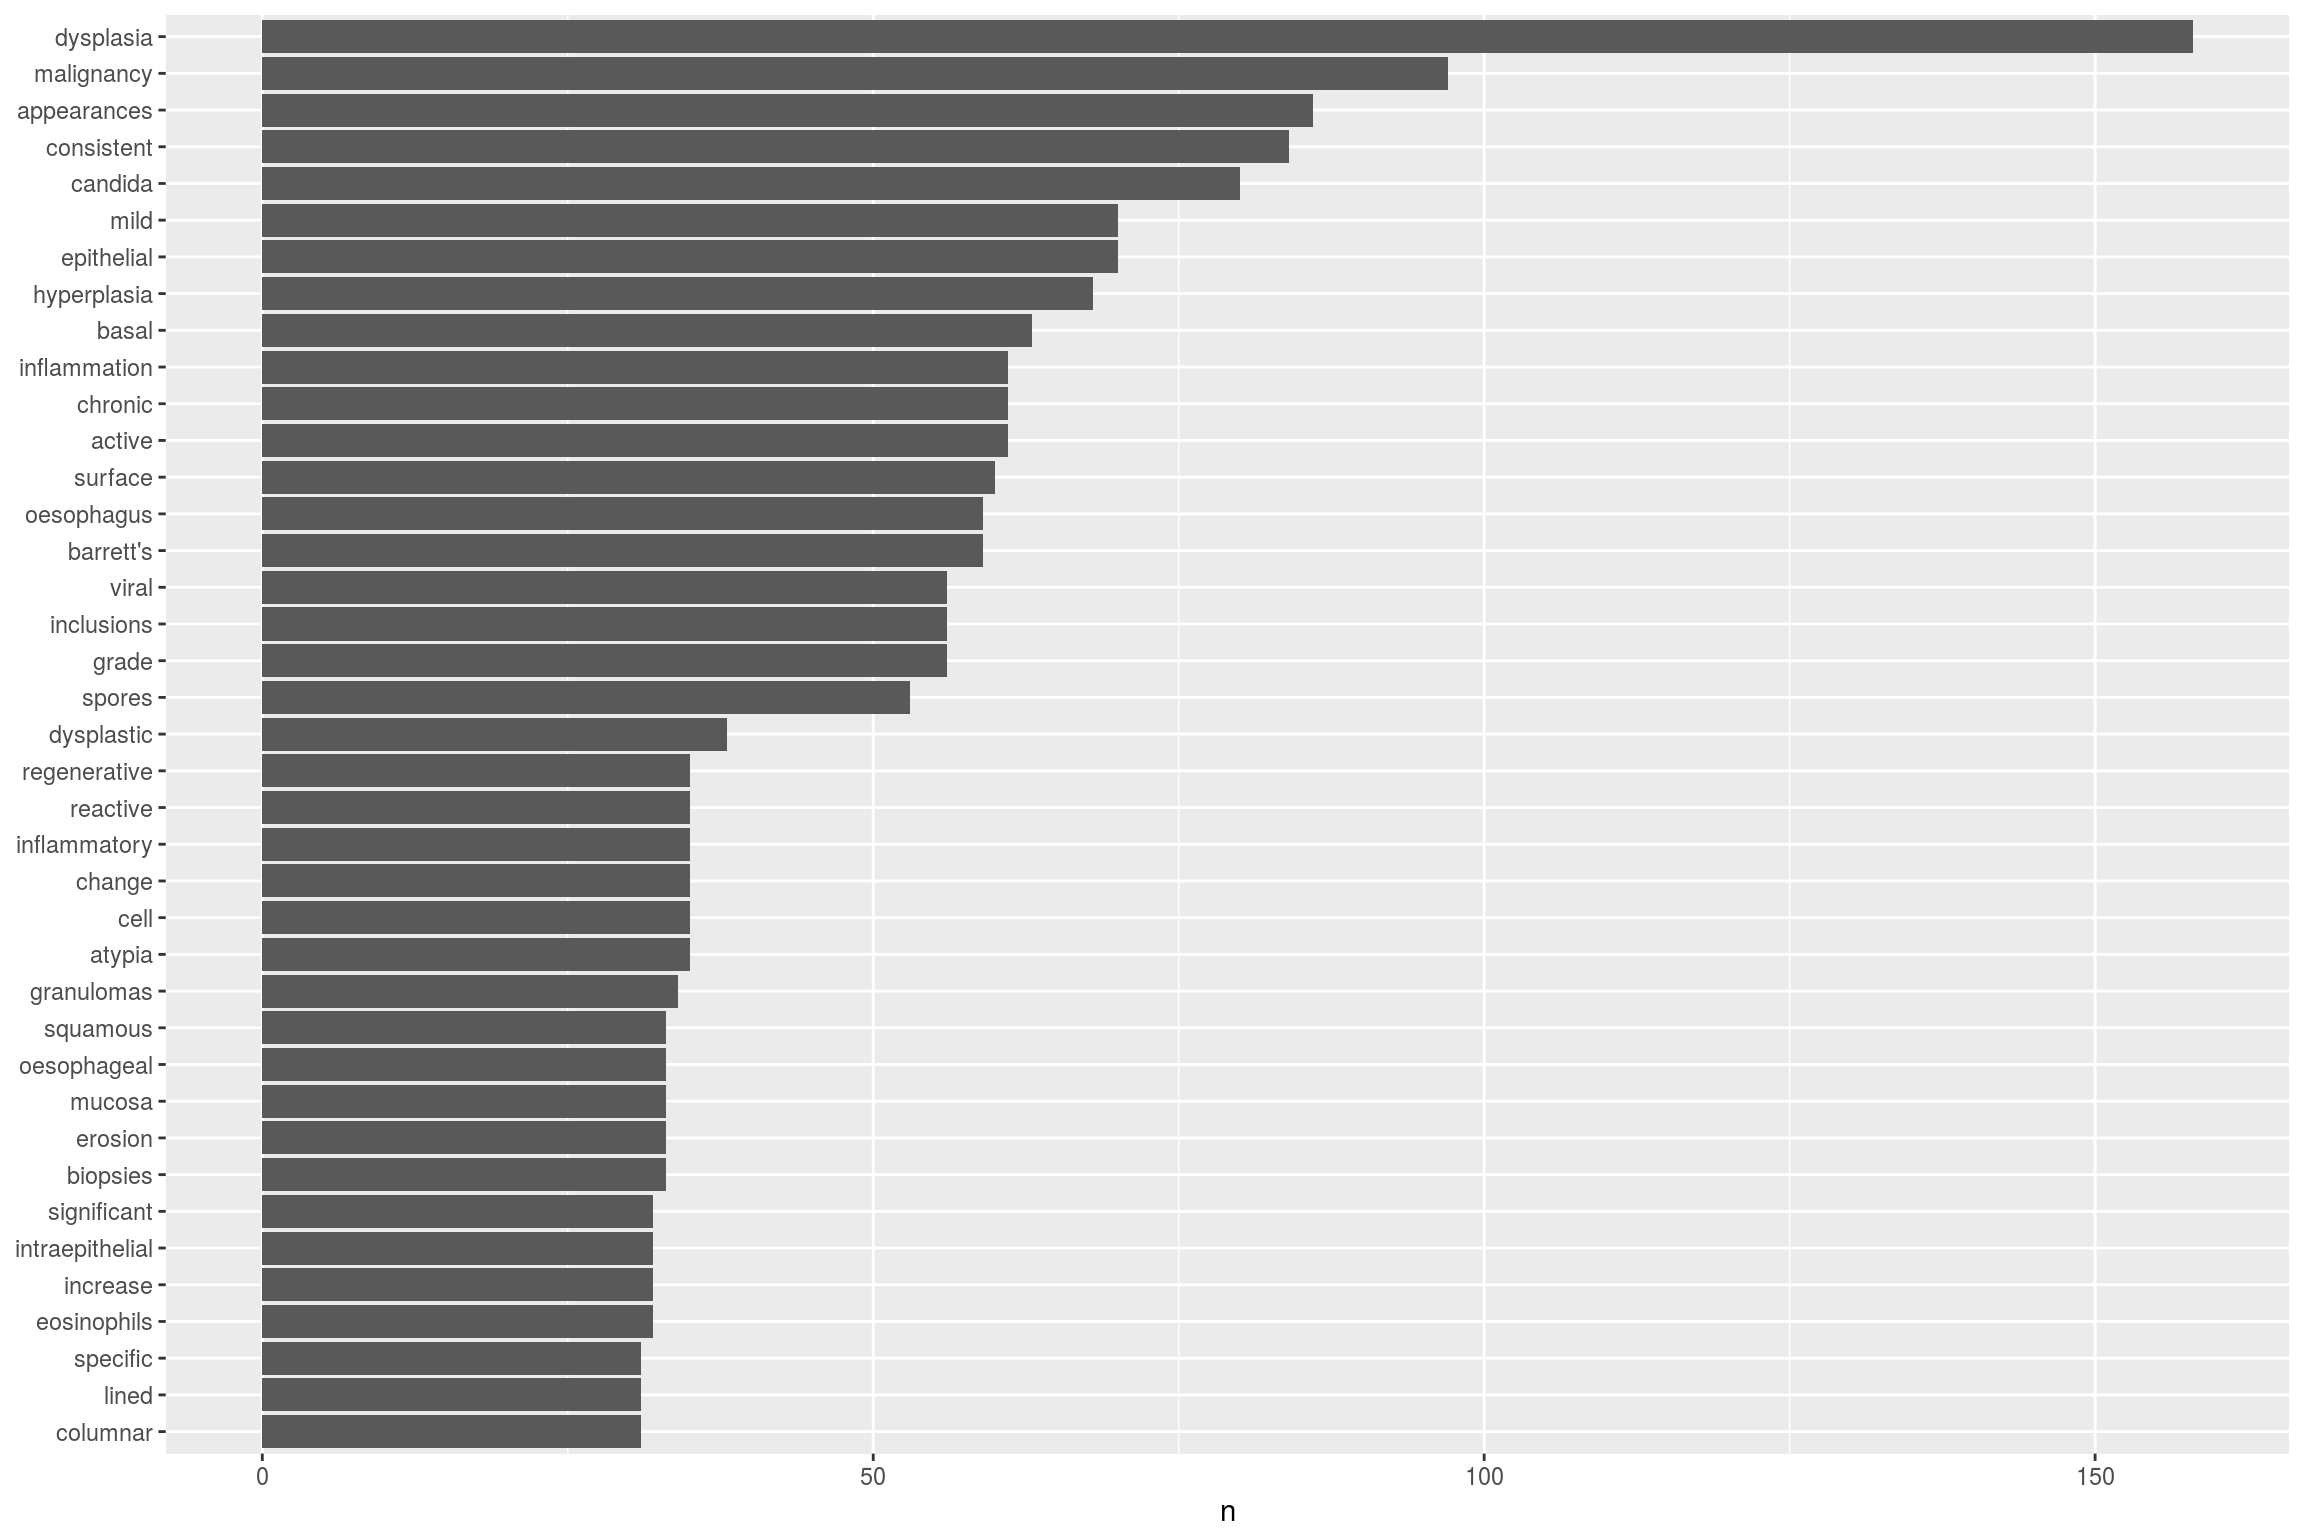 dysplasia
malignancy
appearances
consistent
candida
mild
epithelial
hyperplasia
basal
inflammation
chronic
active
surface
oesophagus
barrett's
viral
inclusions
grade
spores
dysplastic
regenerative
reactive
inflammatory
change
cell
atypia
granulomas
squamous
oesophageal
mucosa
erosion
biopsies
significant
intraepithelial
increase
eosinophils
specific
lined
columnar
0 50 100 150
n